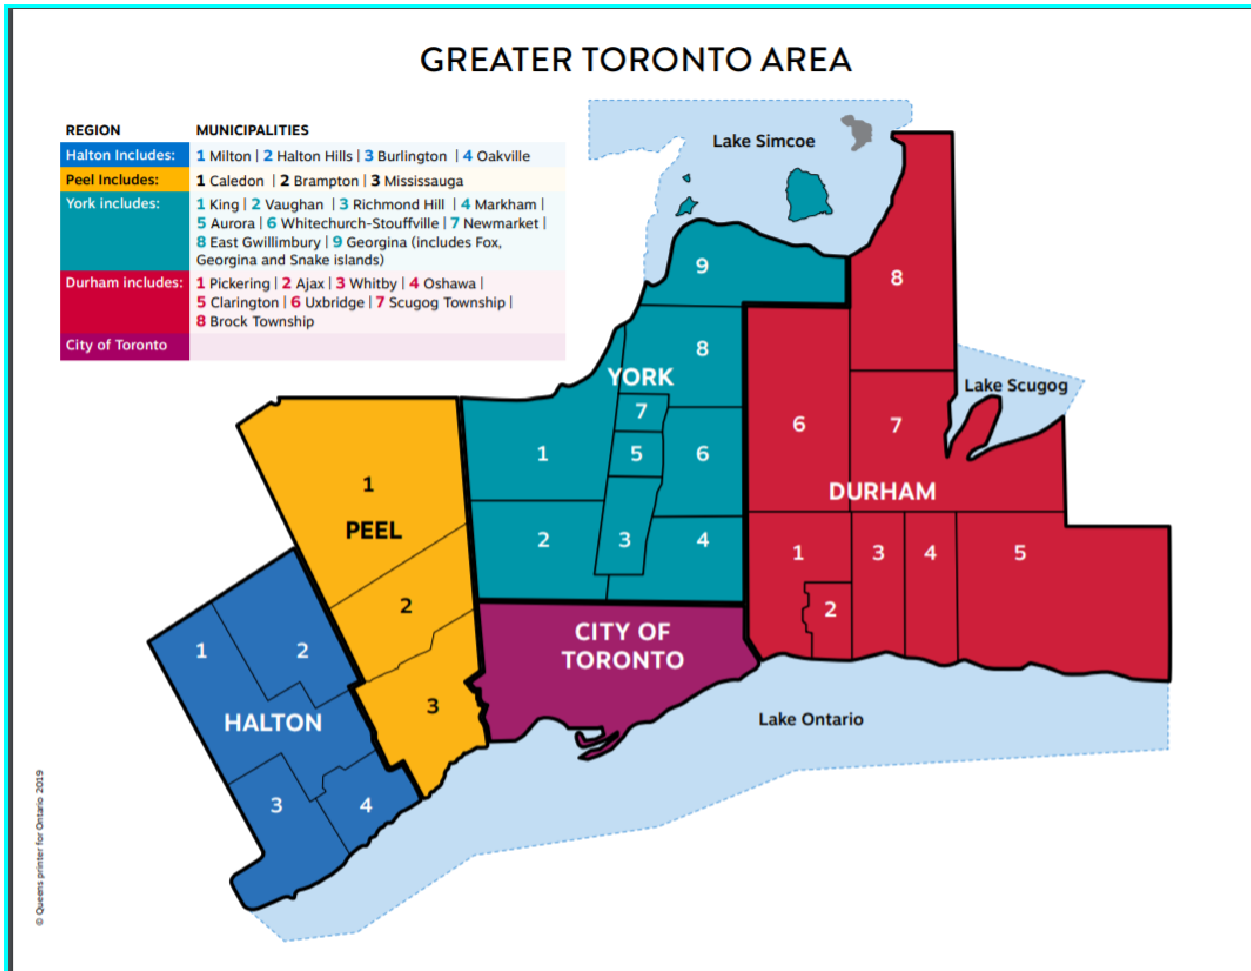 GREATER TORONTO AREA
REGION MUNICIPALITIES
Halton Includes: 1 Milton | 2 Halton Hills | 3 Burlington | 4 Oakville
Peel Includes: 1 Caledon | 2 Brampton | 3 Mississauga
York includes: 1 King | 2 Vaughan | 3 Richmond Hill | 4 Markham |
5 Aurora | 6 Whitechurch-Stouffville | 7 Newmarket |
8 East Gwillimbury | 9 Georgina (includes Fox,
Georgina and Snake islands)
Durham includes: 1 Pickering | 2 Ajax | 3 Whitby | 4 Oshawa |
5 Clarington | 6 Uxbridge | 7 Scugog Township |
8 Brock Township
City of Toronto
Lake Simcoe
9
8
8
YORK
Lake Scugog
7
6
7
1
5
6
1
PEEL
DURHAM
2
3
4
1
3
4
5
2
2
CITY OF
TORONTO
1
2
3
HALTON
Lake Ontario
3
4
© Queens printer for Ontario 2019